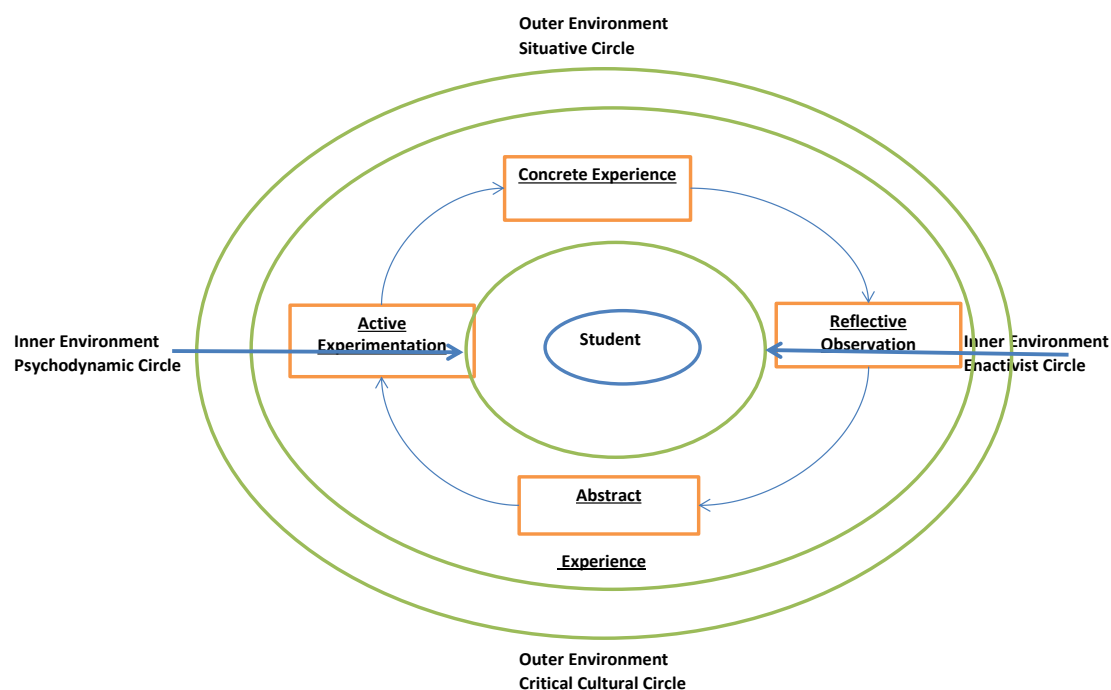 Outer Environment
Situative Circle
Concrete Experience
Active
Experimentation
Student
Reflective
Observation
Inner Environment
Psychodynamic Circle
Inner Environment
Enactivist Circle
Abstract
Experience
Outer Environment
Critical Cultural Circle